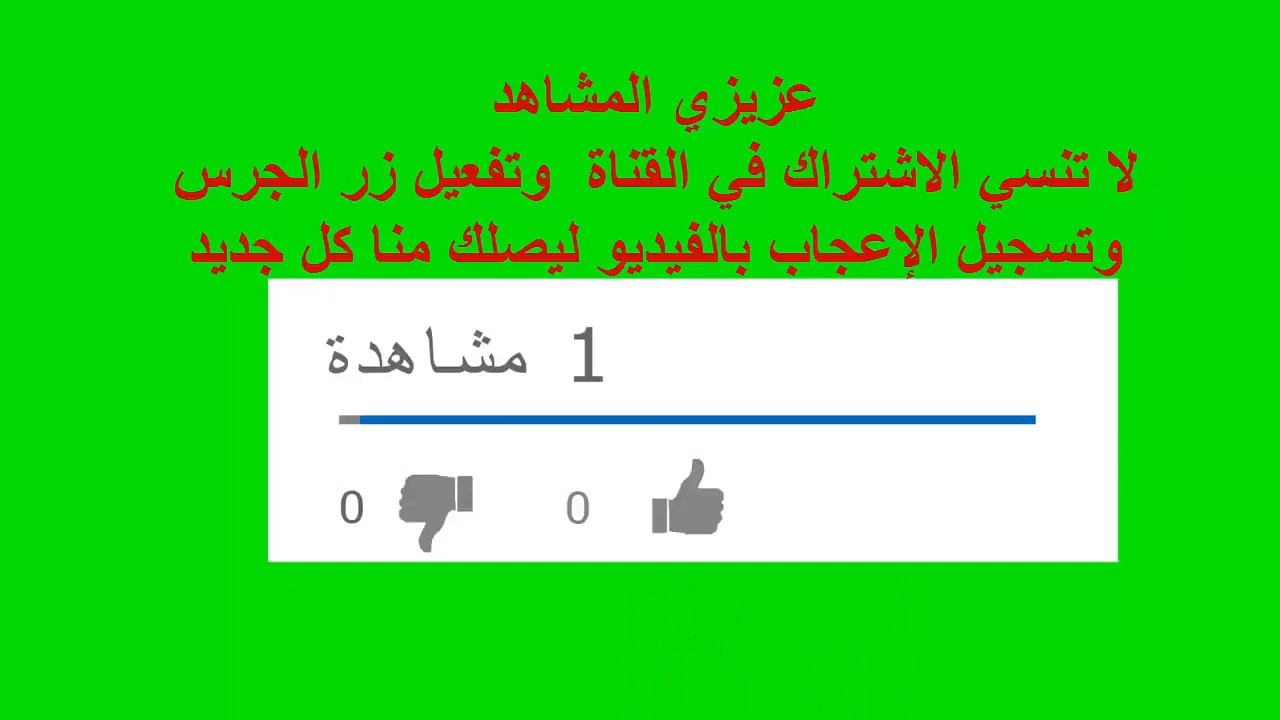 عزيزي المشاهد
لا تنسي الاشتراك في القناة وتفعيل زر الجرس
وتسجيل الإعجاب بالفيديو ليصلك منا كل جديد
1 مشاهدة
0 0